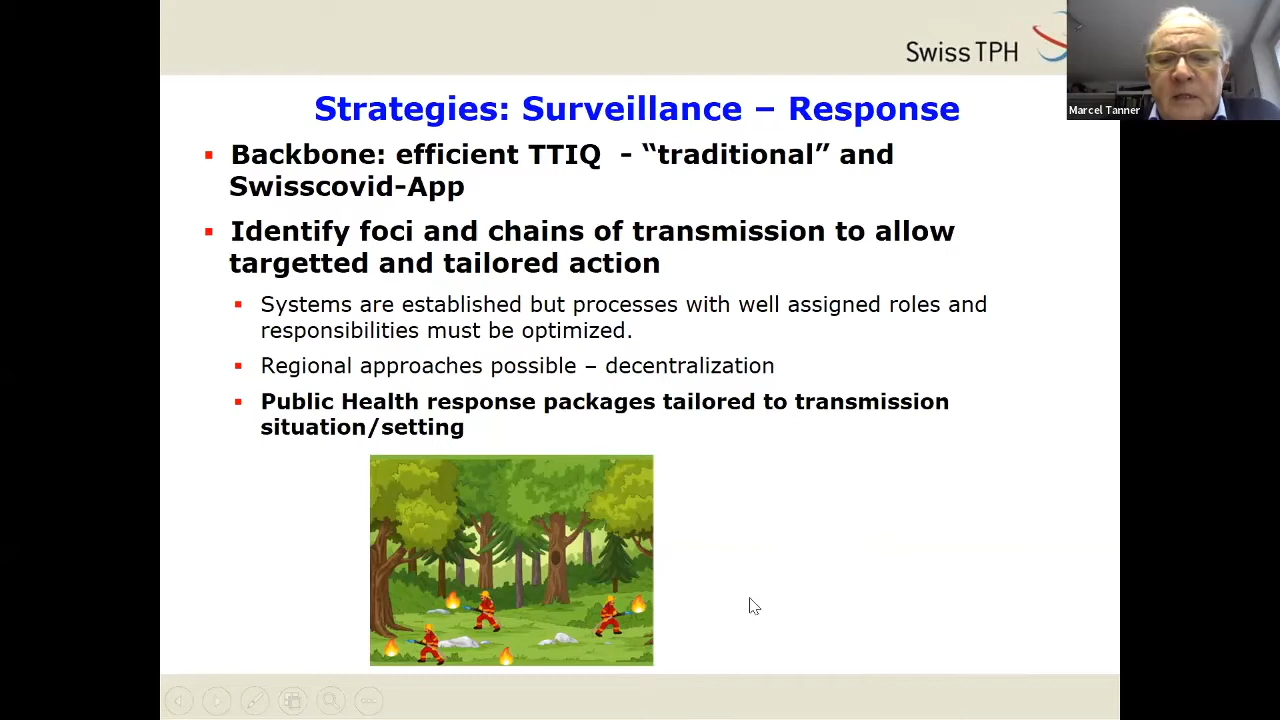 Swiss TPH
Marcel Tanner
Strategies: Surveillance – Response
Backbone: efficient TTIQ - “traditional” and
Swisscovid-App
Identify foci and chains of transmission to allow
targetted and tailored action
Systems are established but processes with well assigned roles and
responsibilities must be optimized.
Regional approaches possible – decentralization
Public Health response packages tailored to transmission
situation/setting